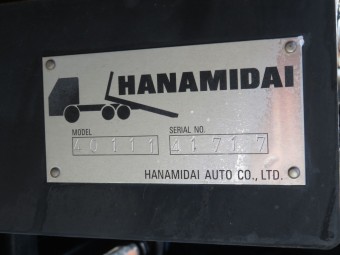 HANAMIDAI
MODEL SERIAL NO.
40111 41717
HANAMIDAI AUTO CO., LTD.